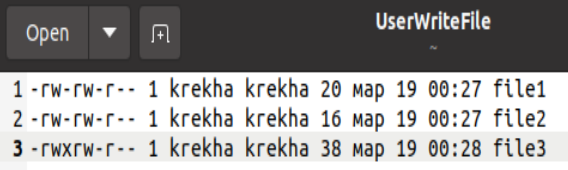 Open
UserWriteFile
~
1 -rw-rw-r-- 1 krekha krekha 20 мар 19 00:27 file1
2 -rw-rw-r-- 1 krekha krekha 16 мар 19 00:27 file2
3 -rwxrw-r-- 1 krekha krekha 38 мар 19 00:28 file3